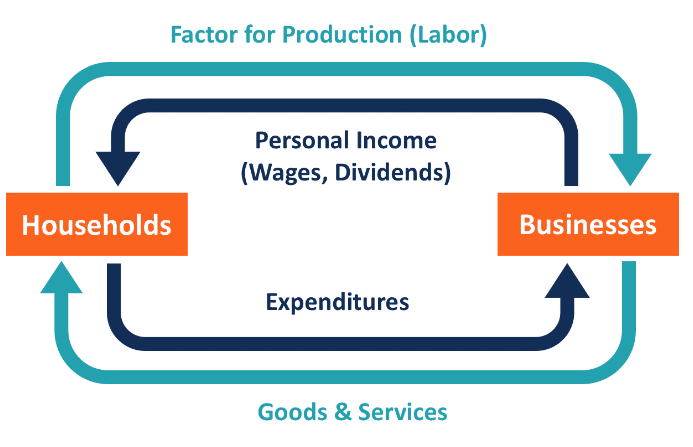 Factor for Production (Labor)
Personal Income
(Wages, Dividends)
Households
Businesses
Expenditures
Goods & Services